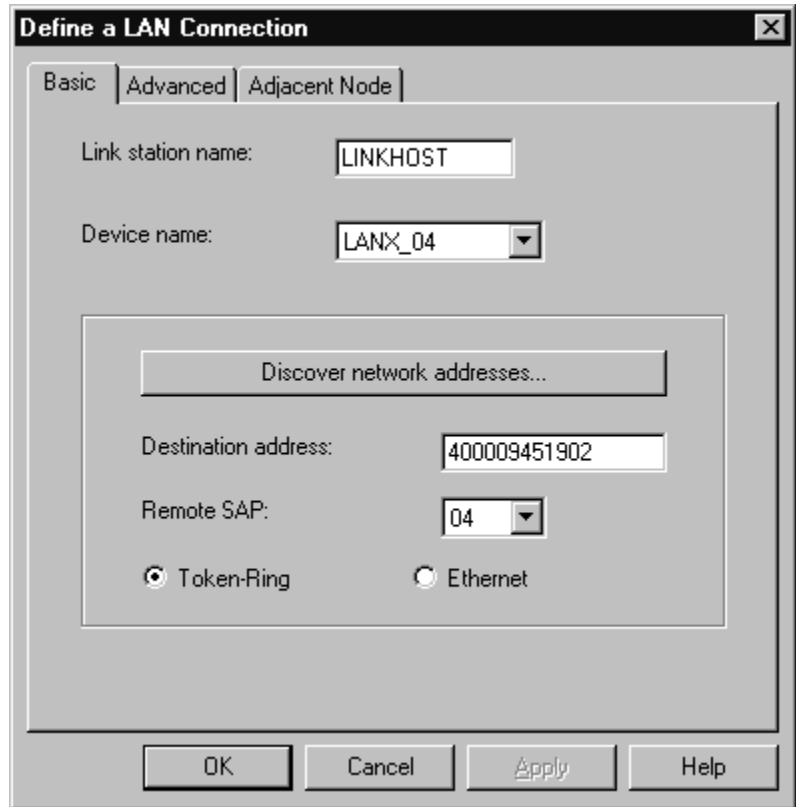 Define a LAN Connection
Basic Advanced Adjacent Node
Link station name: LINKHOST
Device name: LANX_04
Discover network addresses...
Destination address: 400009451902
Remote SAP: 04
Token-Ring Ethernet
OK Cancel Apply Help